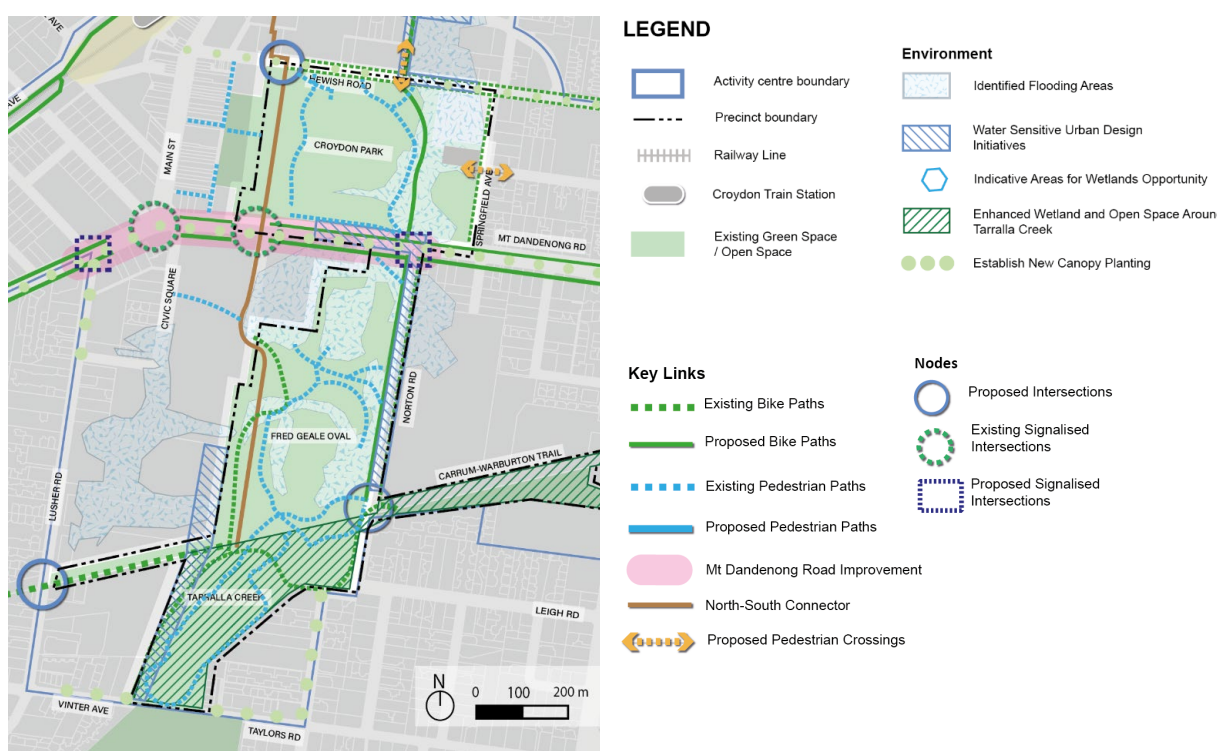 AVE
AVE
HEWISH ROAD
CROYDON PARK
MAIN ST
SPRINGFIELD AVE
MT DANDENONG RD
CIVIC SQUARE
NORTON RD
FRED GEALE OVAL
CARRUM-WARBURTON TRAIL
LUSHER RD
TARRALLA CREEK
LEIGH RD
VINTER AVE
TAYLORS RD
N
0 100 200 m
LEGEND
Activity centre boundary
Precinct boundary
Railway Line
Croydon Train Station
Existing Green Space
/ Open Space
Environment
Identified Flooding Areas
Water Sensitive Urban Design
Initiatives
Indicative Areas for Wetlands Opportunity
Enhanced Wetland and Open Space Aroun
Tarralla Creek
Establish New Canopy Planting
Key Links
Existing Bike Paths
Proposed Bike Paths
Existing Pedestrian Paths
Proposed Pedestrian Paths
Mt Dandenong Road Improvement
North-South Connector
Proposed Pedestrian Crossings
Nodes
Proposed Intersections
Existing Signalised
Intersections
Proposed Signalised
Intersections